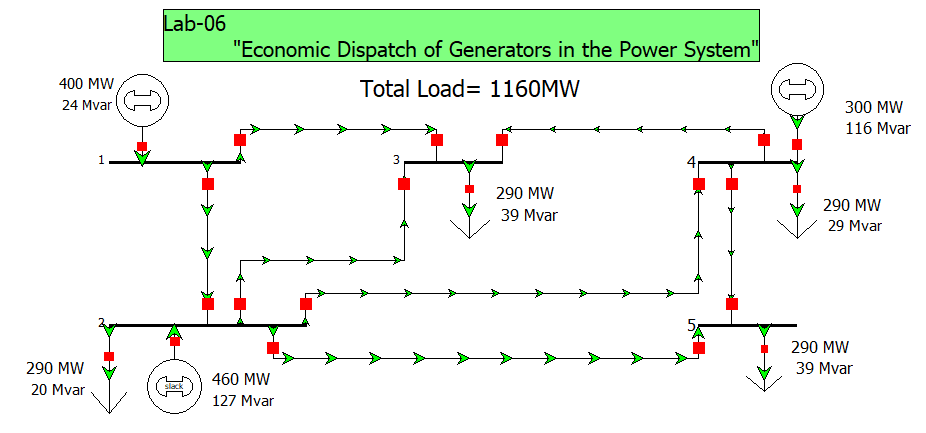 Lab-06
"Economic Dispatch of Generators in the Power System"
Total Load= 1160MW
400 MW
24 Mvar
300 MW
116 Mvar
1
3
4
290 MW
39 Mvar
290 MW
29 Mvar
2
5
290 MW
20 Mvar
slack
460 MW
127 Mvar
290 MW
39 Mvar